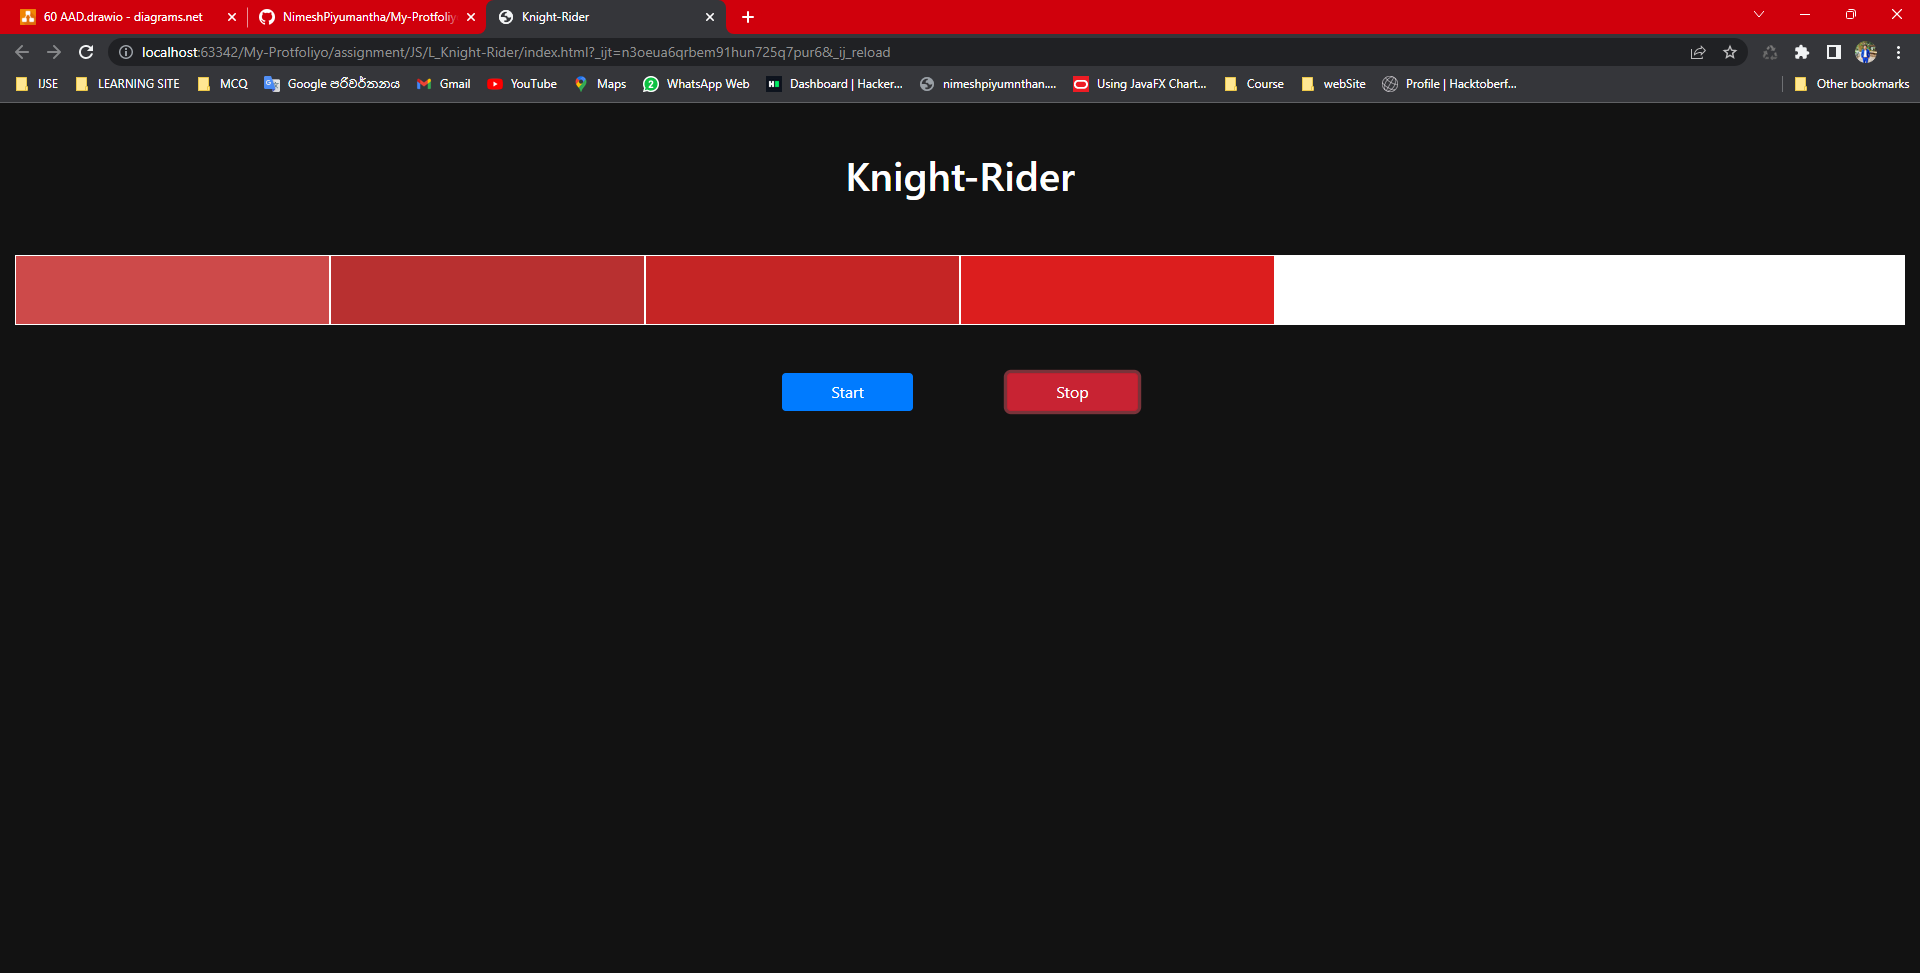 60 AAD.drawio - diagrams.net
NimeshPiyumantha/My-Protfoliy
Knight-Rider
localhost:63342/My-Protfoliyo/assignment/JS/L_Knight-Rider/index.html?_ijt=n3oeua6qrbem91hun725q7pur6&_ij_reload
IJSE LEARNING SITE MCQ Google පරිවර්තනය Gmail YouTube Maps WhatsApp Web Dashboard | Hacker... nimeshpiyumnthan.... Using JavaFX Chart... Course webSite Profile | Hacktoberf... Other bookmarks
Knight-Rider
Start
Stop